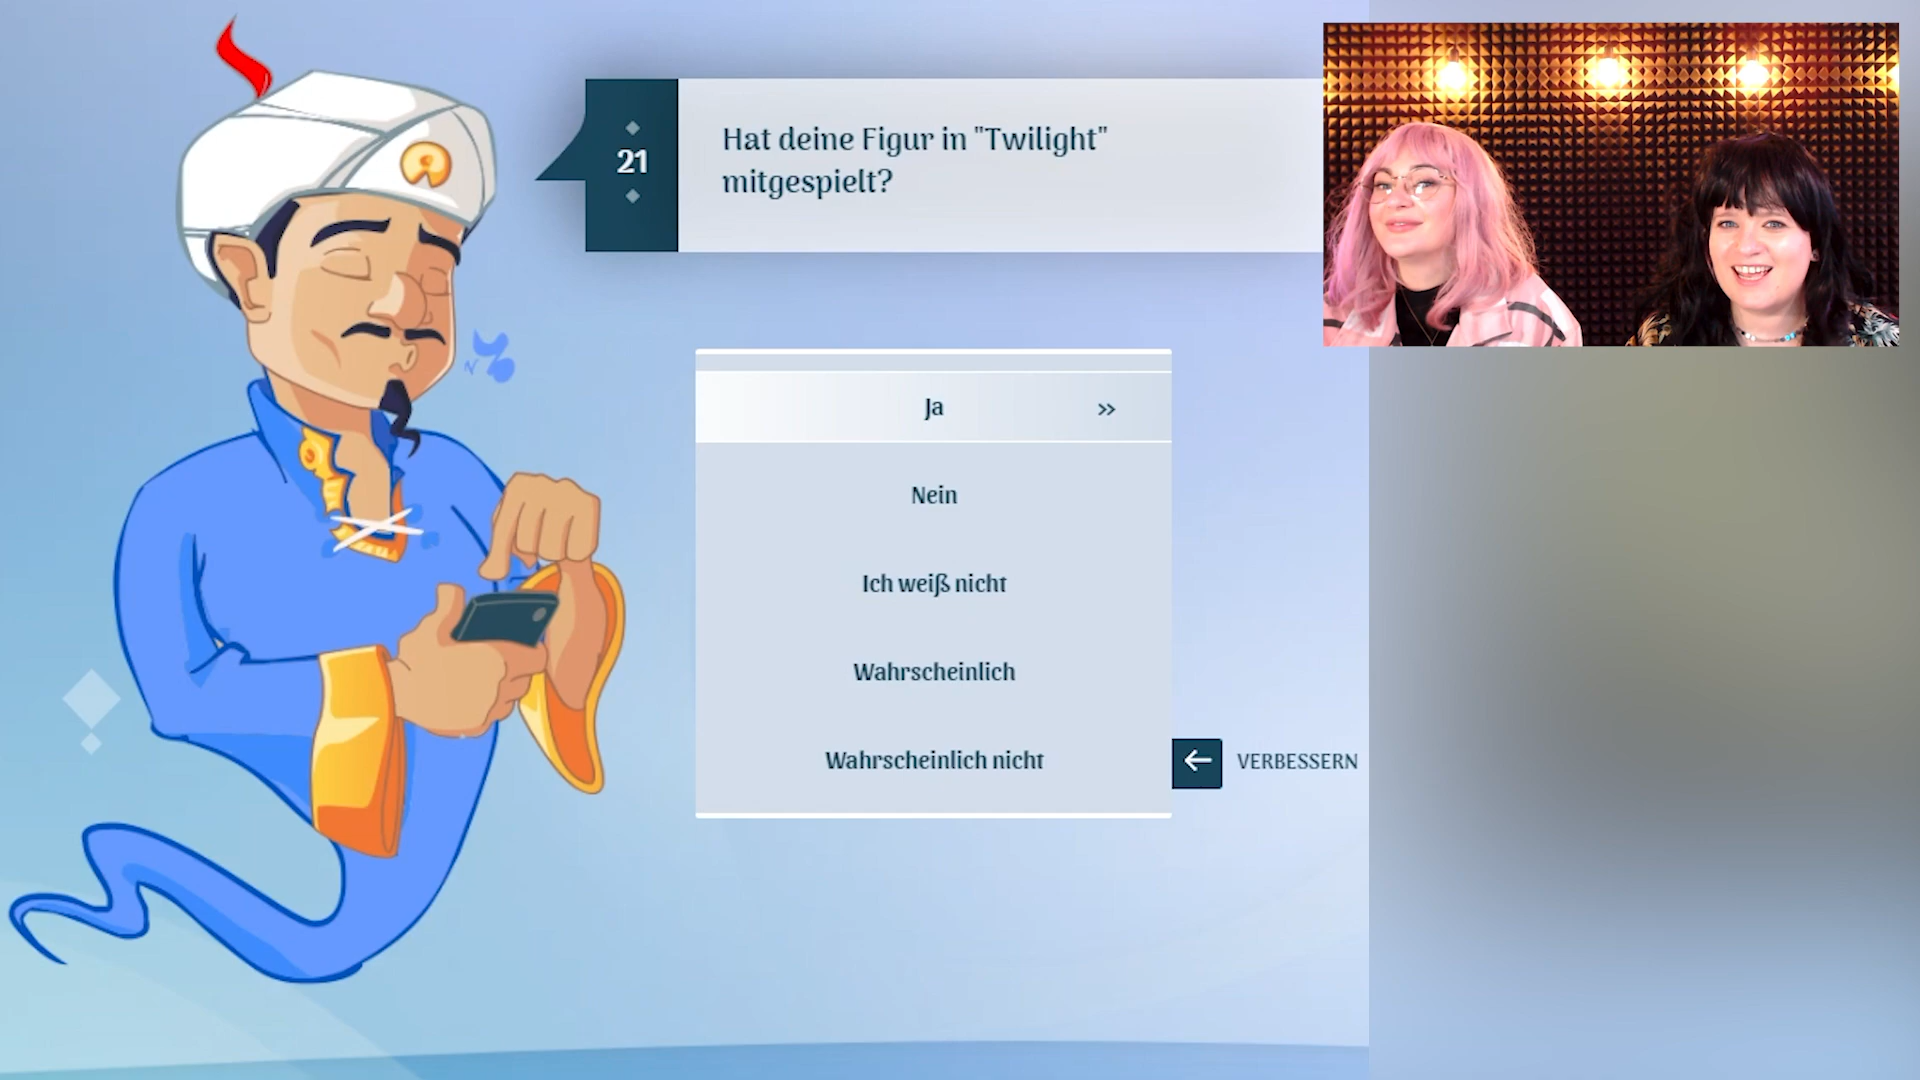 21
Hat deine Figur in "Twilight"
mitgespielt?
Ja
Nein
Ich weiß nicht
Wahrscheinlich
Wahrscheinlich nicht
VERBESSERN